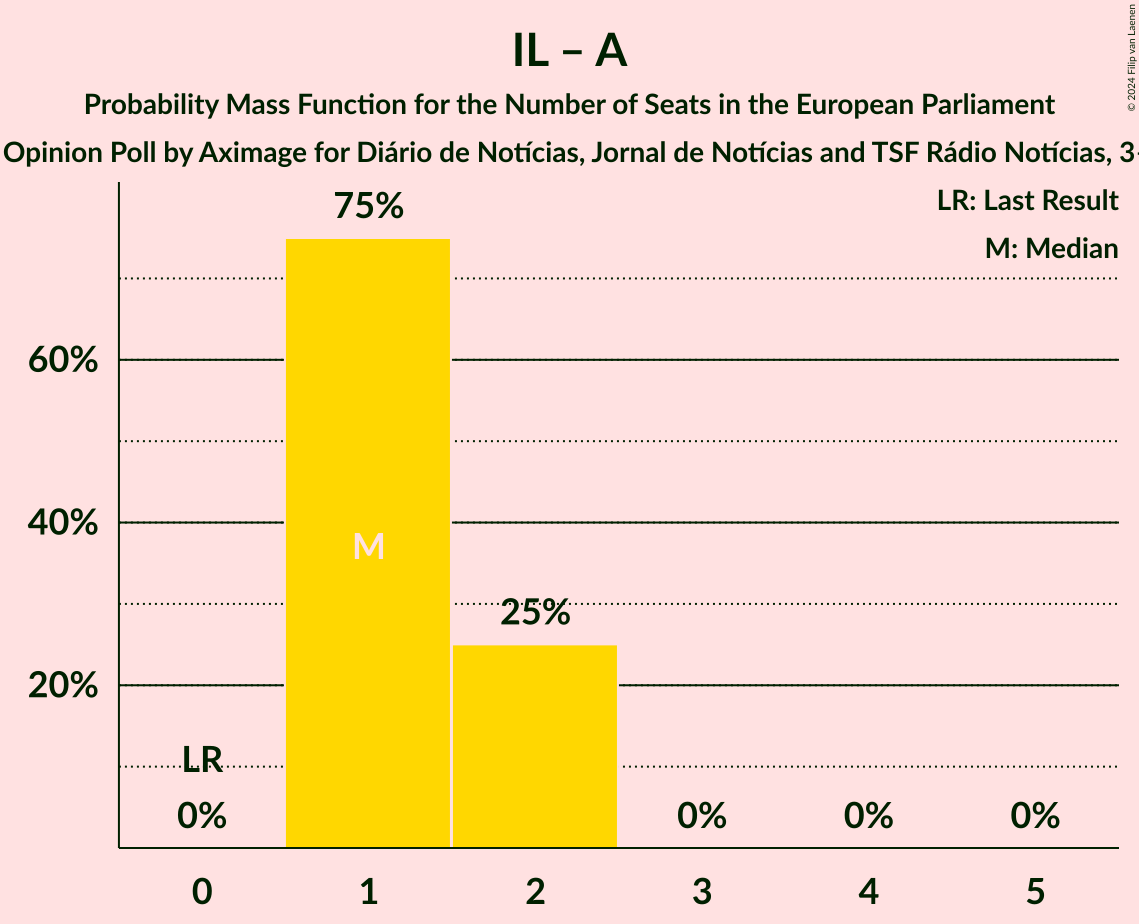 IL – A
Probability Mass Function for the Number of Seats in the European Parliament
Opinion Poll by Aximage for Diário de Notícias, Jornal de Notícias and TSF Rádio Notícias, 3-
© 2024 Filip van Laenen
LR: Last Result
M: Median
75%
60%
40%
M
25%
20%
LR
0%
0%
0%
0%
0
1
2
3
4
5